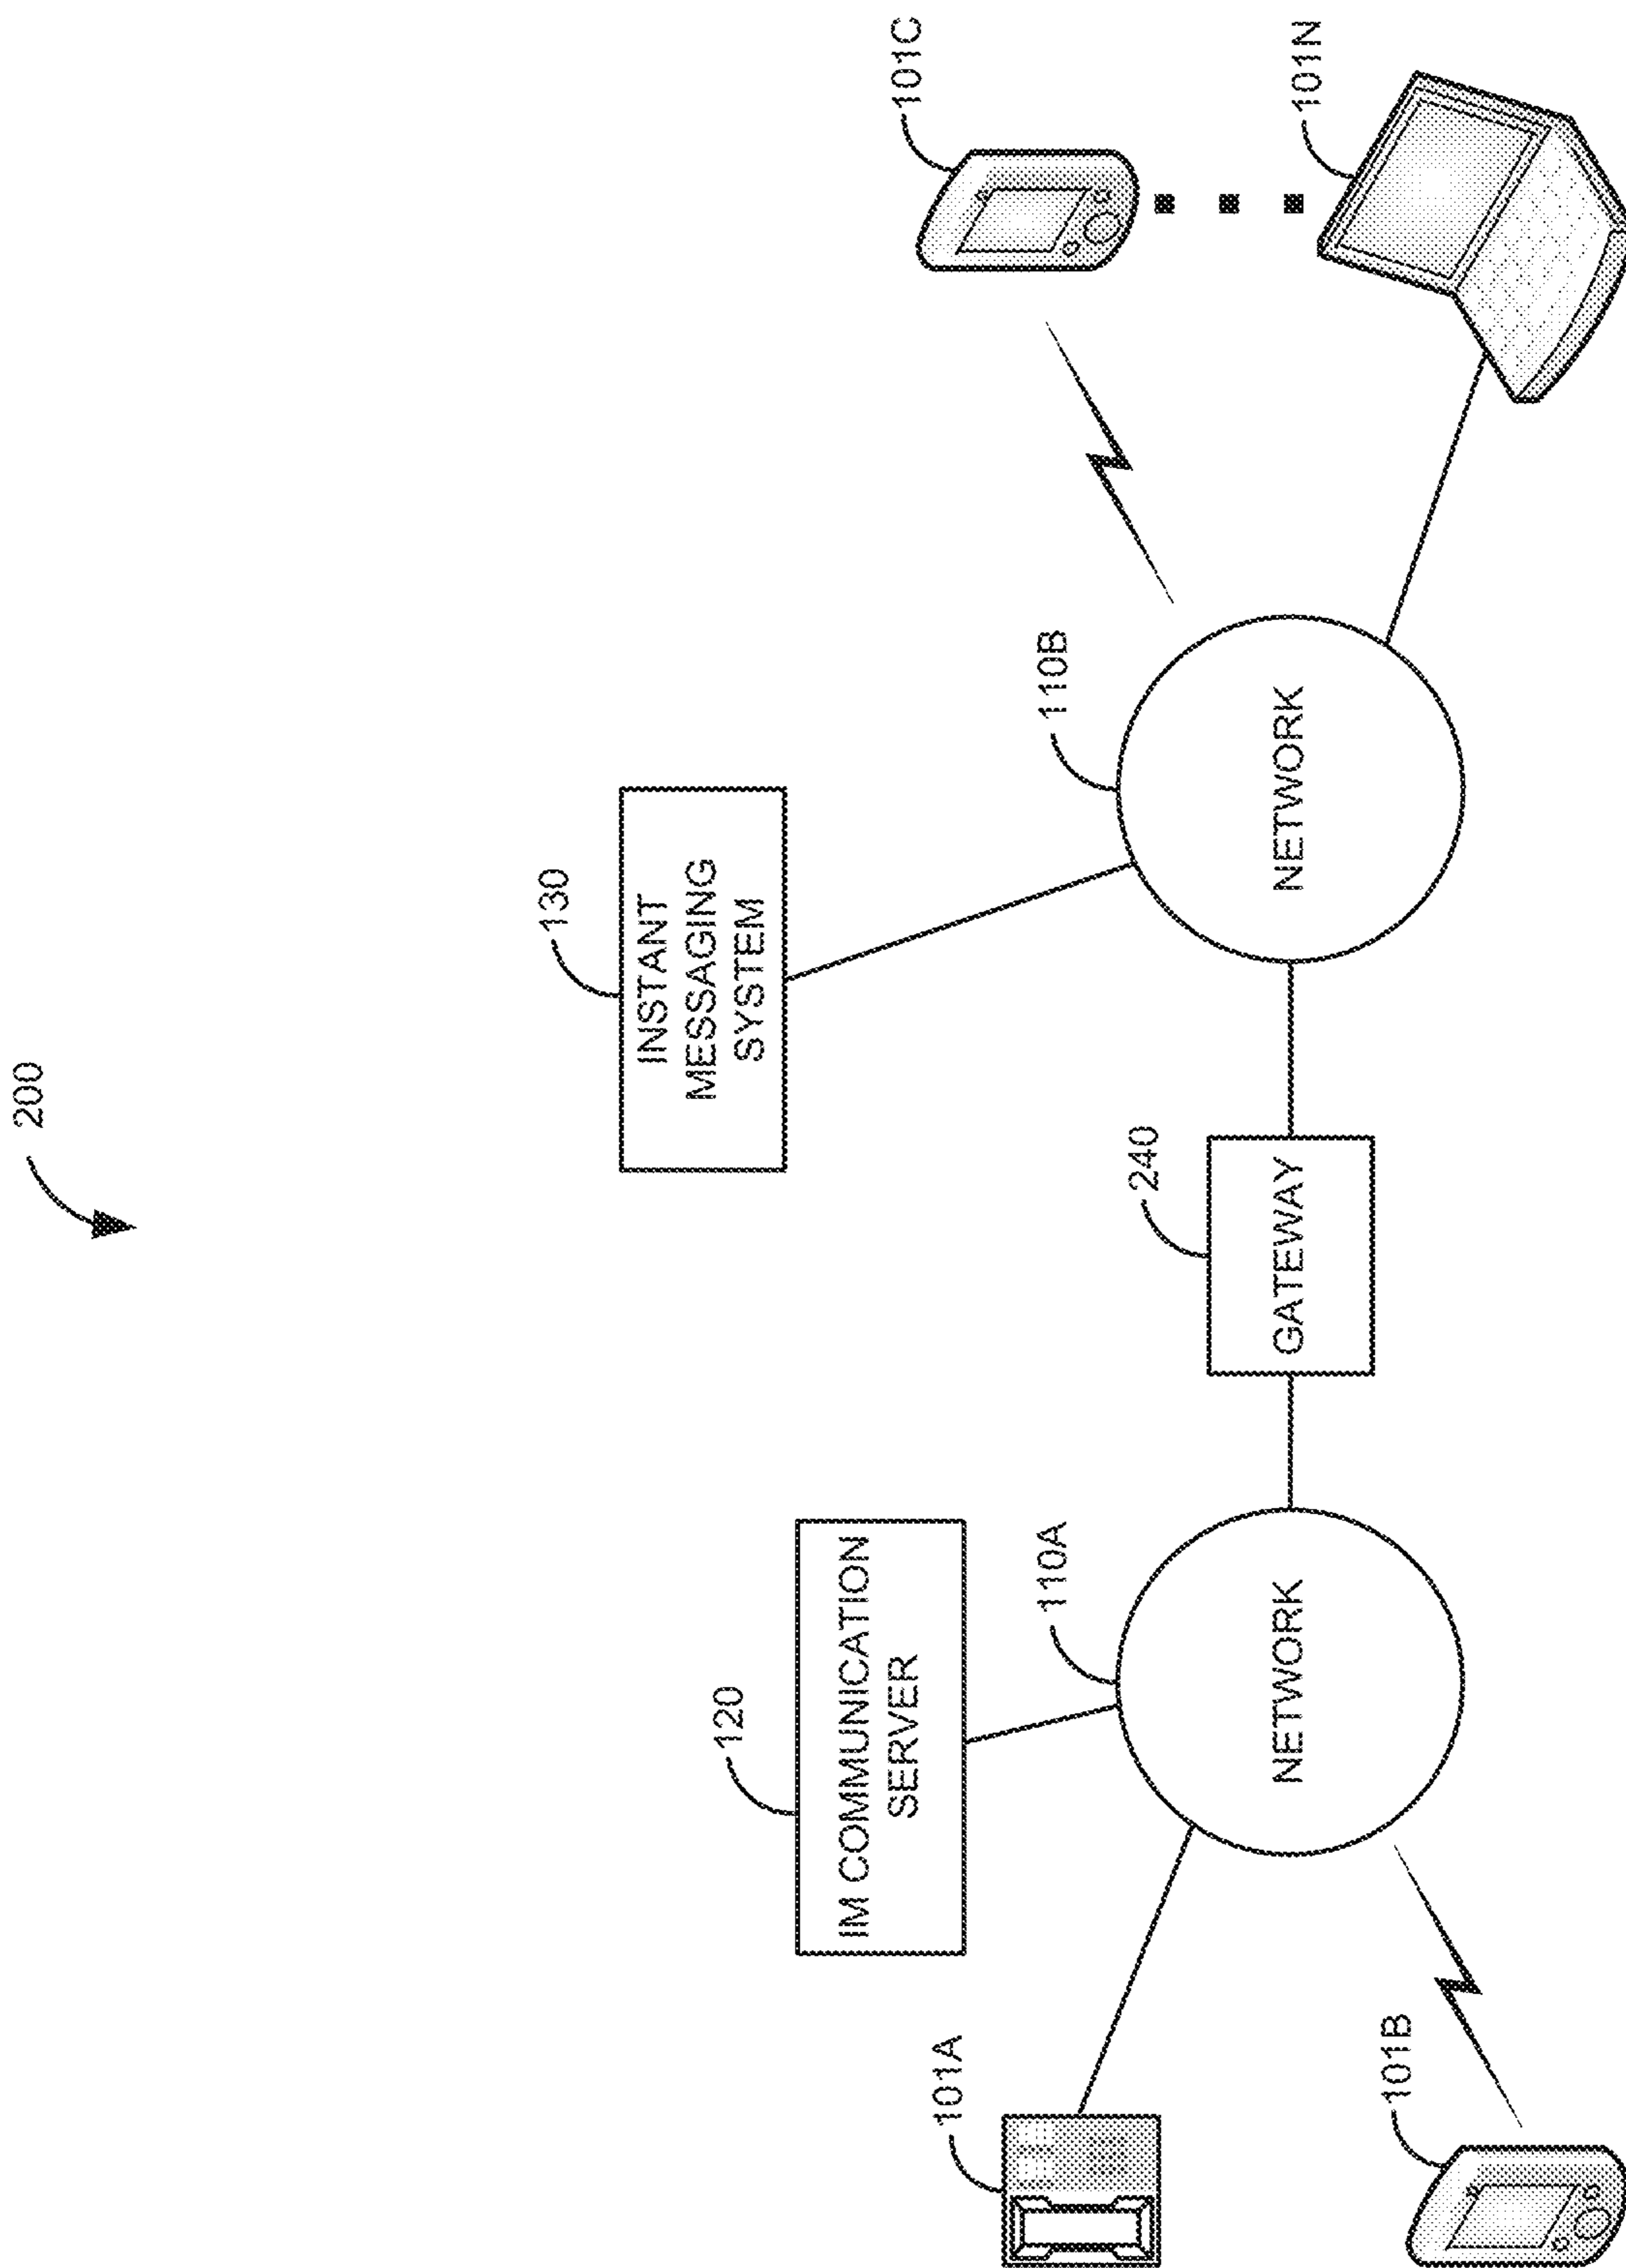 200
130
INSTANT
MESSAGING
SYSTEM
120
IM COMMUNICATION
SERVER
101A
110A
NETWORK
240
GATEWAY
110B
NETWORK
101C
101B
101N